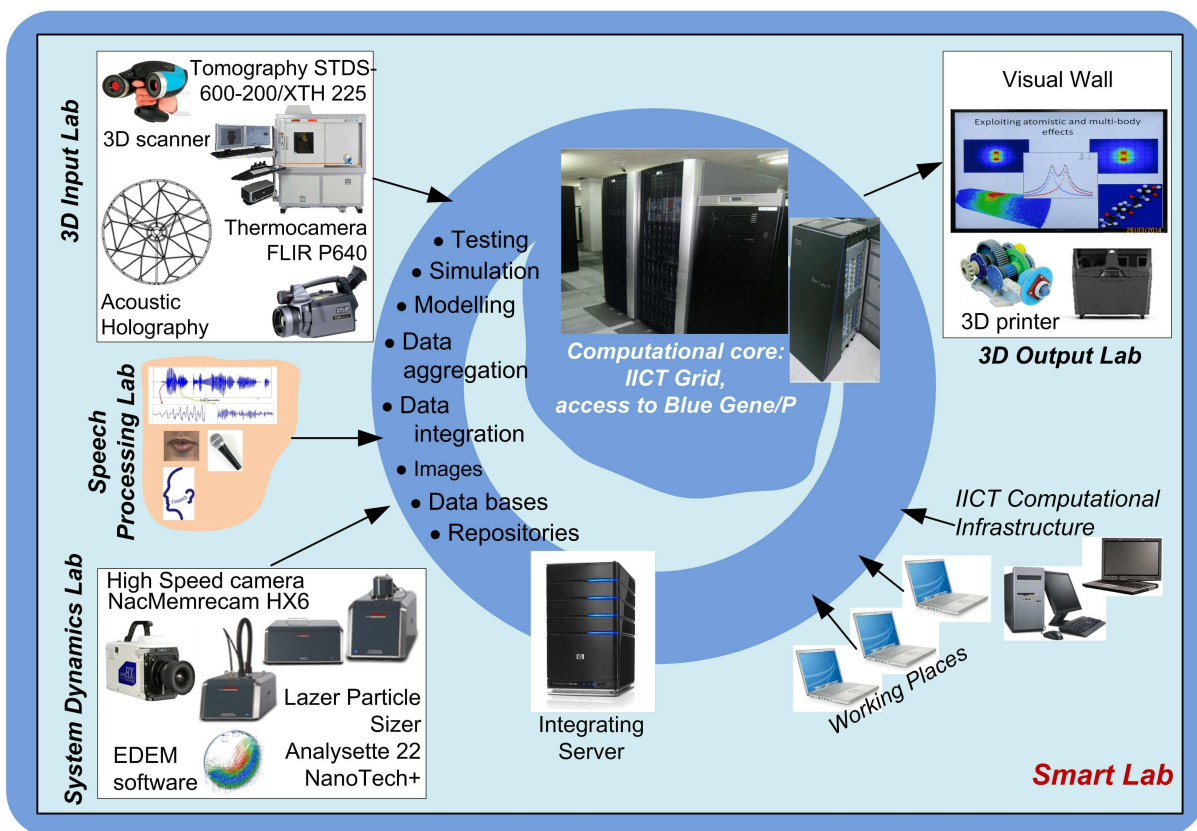 3D Input Lab
Tomography STDS-
600-200/XTH 225
3D scanner
Thermocamera
FLIR P640
Acoustic
Holography
Speech
Processing Lab
System Dynamics Lab
High Speed camera
NacMemrecam HX6
Lazer Particle
Sizer
Analysette 22
NanoTech+
EDEM
software
• Testing
• Simulation
• Modelling
• Data
aggregation
• Data
integration
• Images
• Data bases
• Repositories
Computational core:
IICT Grid,
access to Blue Gene/P
Integrating
Server
Visual Wall
Exploiting atomistic and multi-body
effects
28/03/2014
3D printer
3D Output Lab
IICT Computational
Infrastructure
Working Places
Smart Lab